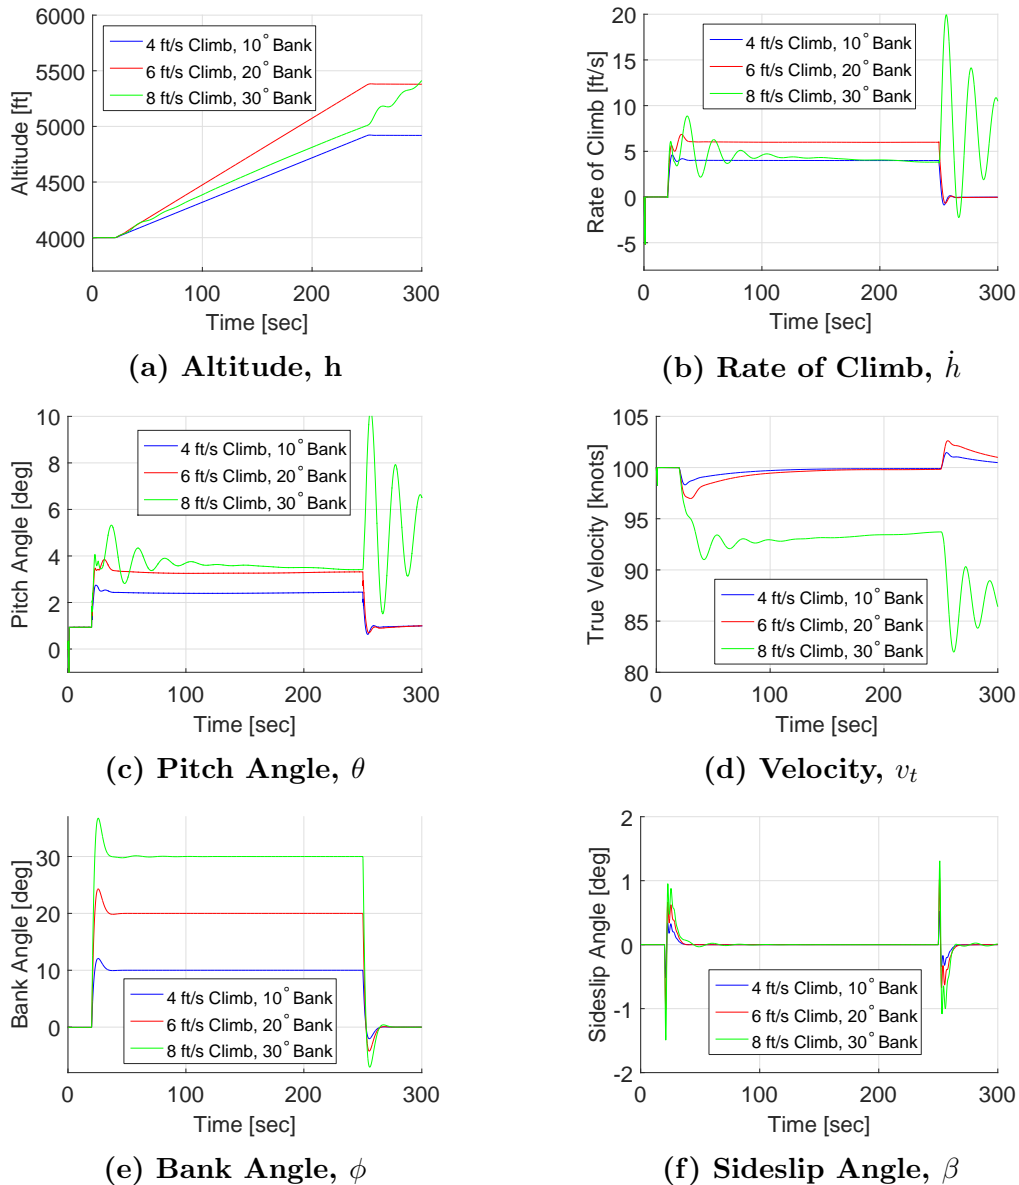 6000
5500
5000
4500
4000
Altitude [ft]
4 ft/s Climb, 10° Bank
6 ft/s Climb, 20° Bank
8 ft/s Climb, 30° Bank
0 100 200 300
Time [sec]
(a) Altitude, h
20
15
10
5
0
-5
Rate of Climb [ft/s]
4 ft/s Climb, 10° Bank
6 ft/s Climb, 20° Bank
8 ft/s Climb, 30° Bank
0 100 200 300
Time [sec]
(b) Rate of Climb, ḣ
10
8
6
4
2
0
Pitch Angle [deg]
4 ft/s Climb, 10° Bank
6 ft/s Climb, 20° Bank
8 ft/s Climb, 30° Bank
0 100 200 300
Time [sec]
(c) Pitch Angle, θ
105
100
95
90
85
80
True Velocity [knots]
4 ft/s Climb, 10° Bank
6 ft/s Climb, 20° Bank
8 ft/s Climb, 30° Bank
0 100 200 300
Time [sec]
(d) Velocity, vₜ
30
20
10
0
Bank Angle [deg]
4 ft/s Climb, 10° Bank
6 ft/s Climb, 20° Bank
8 ft/s Climb, 30° Bank
0 100 200 300
Time [sec]
(e) Bank Angle, ϕ
2
1
0
-1
-2
Sideslip Angle [deg]
4 ft/s Climb, 10° Bank
6 ft/s Climb, 20° Bank
8 ft/s Climb, 30° Bank
0 100 200 300
Time [sec]
(f) Sideslip Angle, β